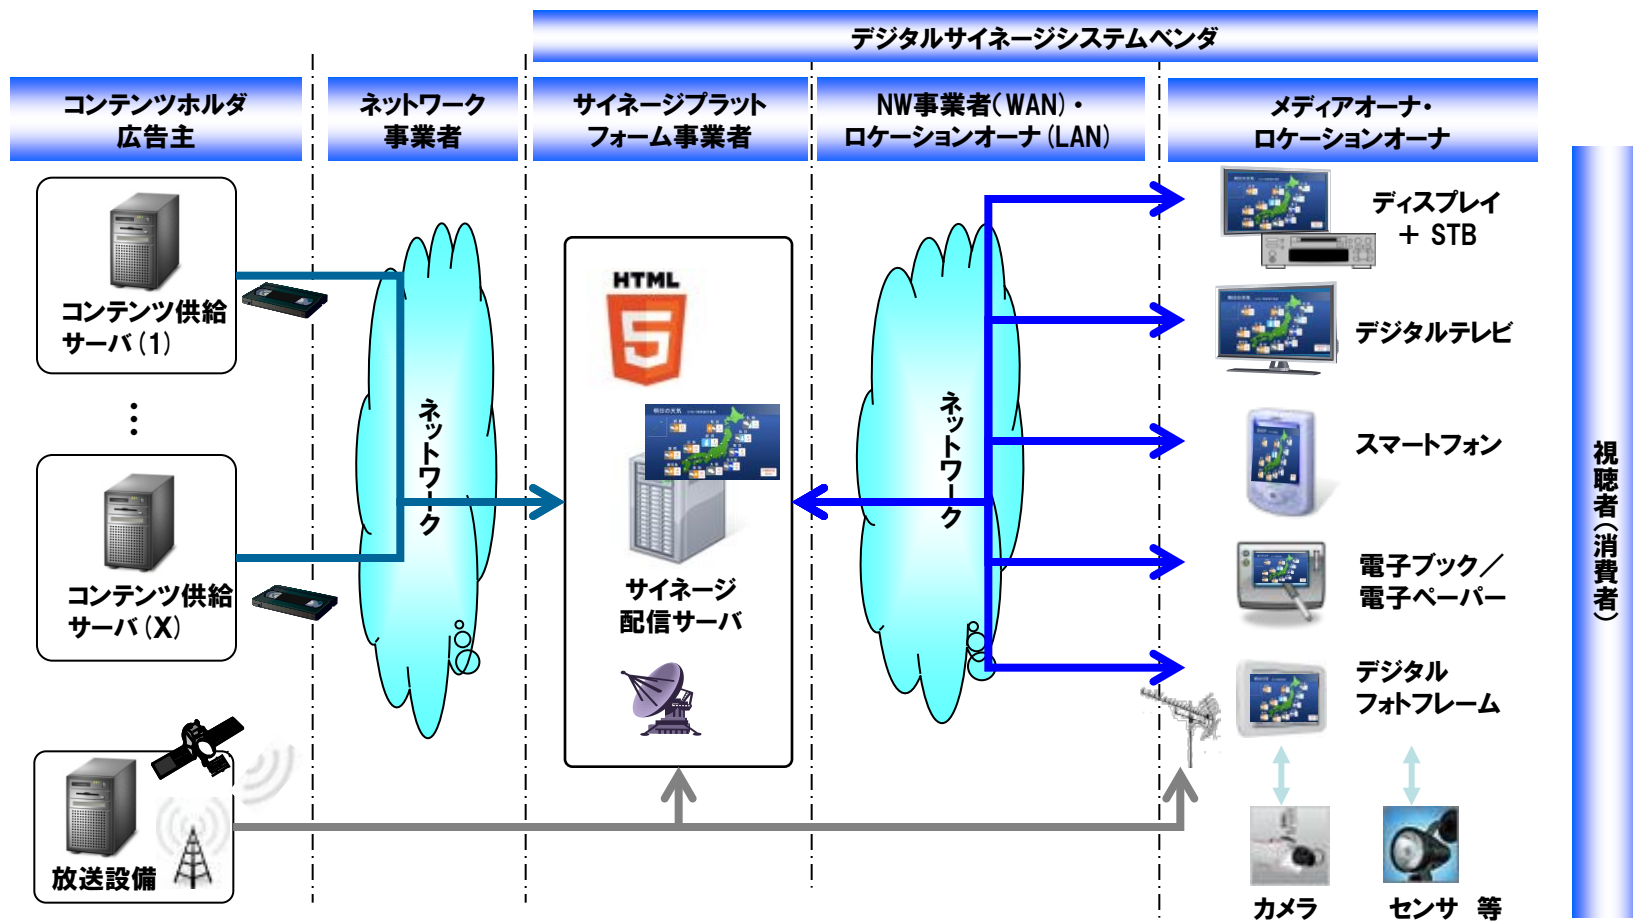 デジタルサイネージシステムベンダ
コンテンツホルダ
広告主
ネットワーク
事業者
サイネージプラット
フォーム事業者
NW事業者(WAN)・
ロケーションオーナ(LAN)
メディアオーナ・
ロケーションオーナ
コンテンツ供給
サーバ(1)
…
コンテンツ供給
サーバ(X)
放送設備
ネットワーク
HTML
5
明日の天気
サイネージ
配信サーバ
ネットワーク
ディスプレイ
＋ STB
デジタルテレビ
スマートフォン
電子ブック／
電子ペーパー
デジタル
フォトフレーム
カメラ
センサ 等
視聴者(消費者)